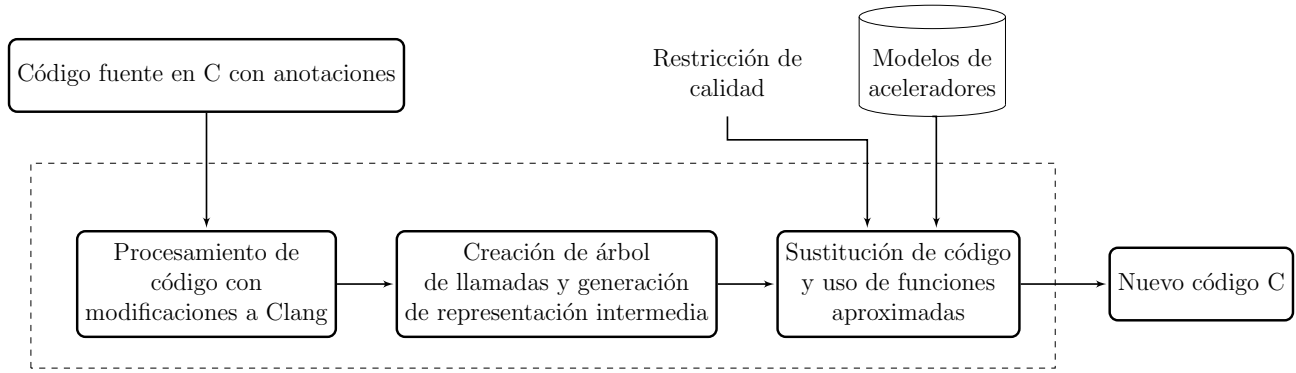 Código fuente en C con anotaciones
Restricción de
calidad
Modelos de
aceleradores
Procesamiento de
código con
modificaciones a Clang
Creación de árbol
de llamadas y generación
de representación intermedia
Sustitución de código
y uso de funciones
aproximadas
Nuevo código C